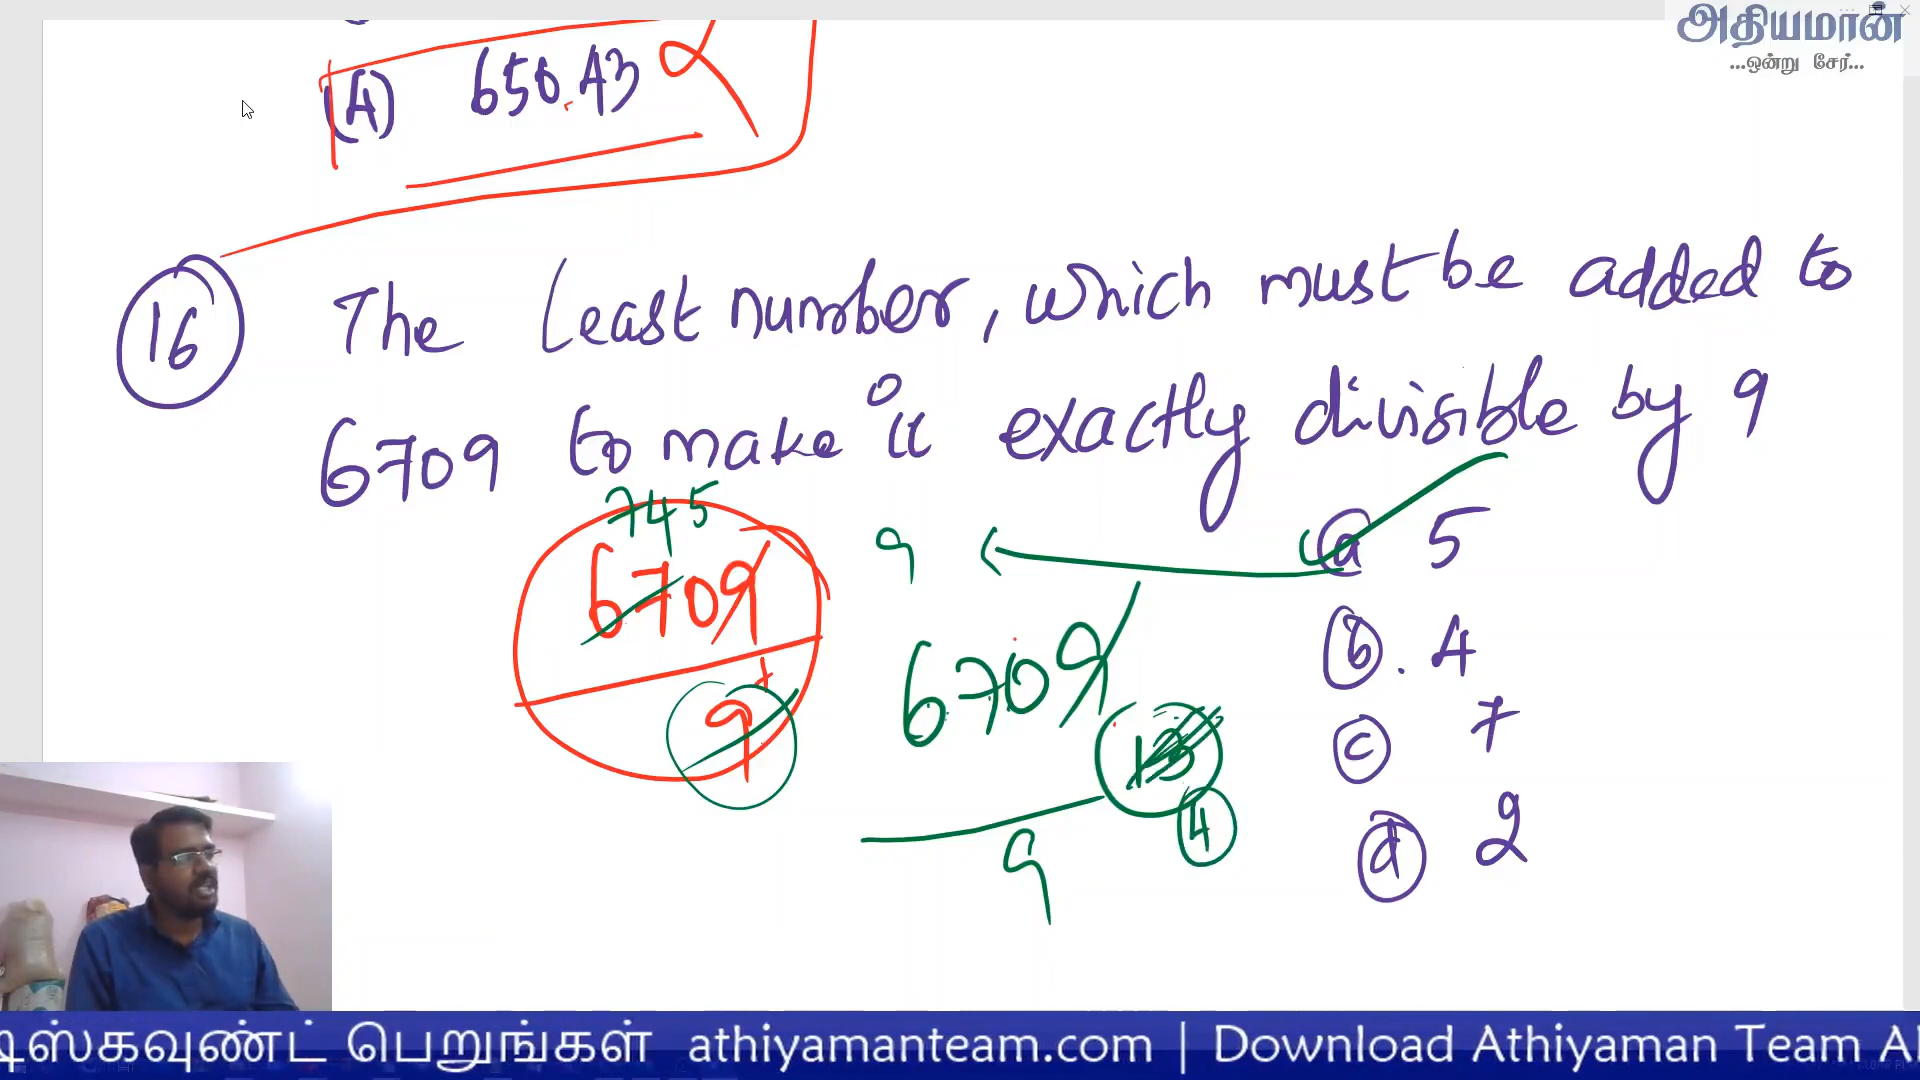 அதியமான்
...ஒன்று சேர்...
(A) 650.43
16 The least number, which must be added to
6709 to make it exactly divisible by 9
745
6709
9
9
6709
13
4
9
a 5
b. 4
c 7
d 2
டிஸ்கவுண்ட் பெறுங்கள் athiyamanteam.com | Download Athiyaman Team A